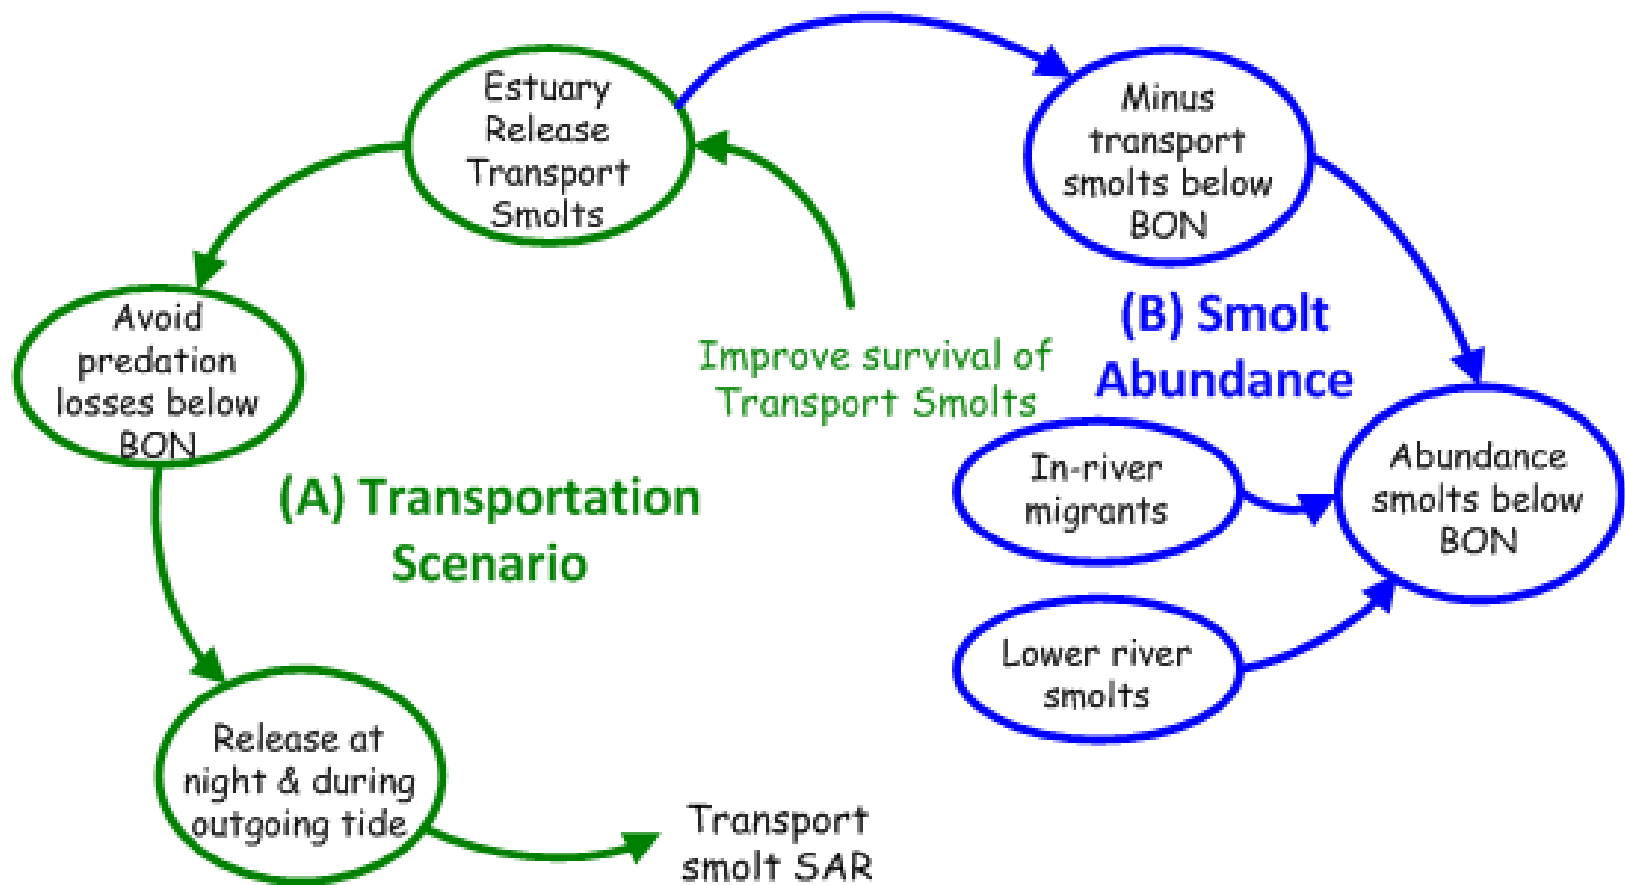 Estuary
Release
Transport
Smolts
Minus
transport
smolts below
BON
Avoid
predation
losses below
BON
Improve survival of
Transport Smolts
(B) Smolt
Abundance
(A) Transportation
Scenario
In-river
migrants
Abundance
smolts below
BON
Lower river
smolts
Release at
night & during
outgoing tide
Transport
smolt SAR